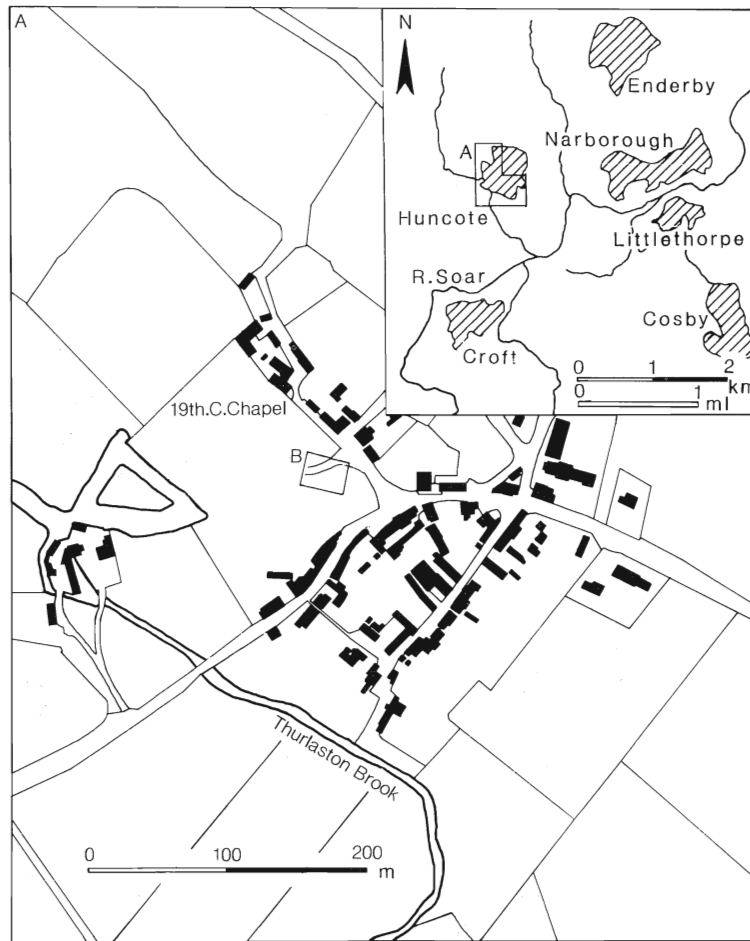 A
N
Enderby
Narborough
A
Huncote
Littlethorpe
R.Soar
Cosby
Croft
0 1 2
km
0 1
ml
19th.C.Chapel
B
Thurlaston Brook
0 100 200
m